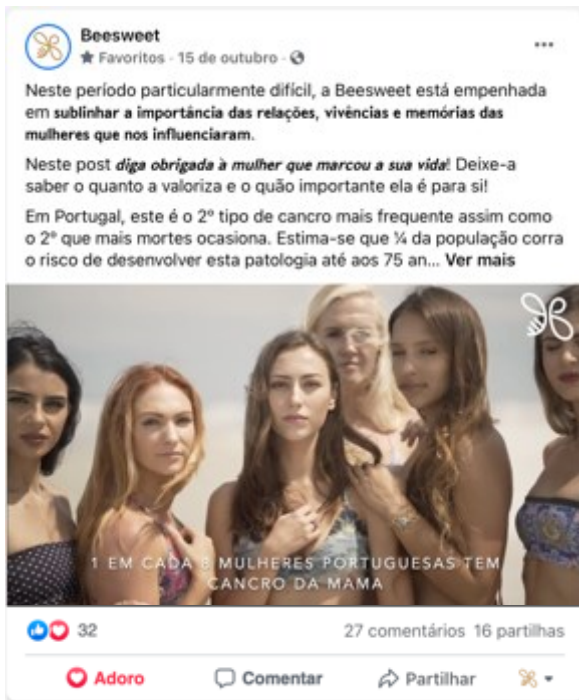 Beesweet
Favoritos · 15 de outubro ·
Neste período particularmente difícil, a Beesweet está empenhada
em sublinhar a importância das relações, vivências e memórias das
mulheres que nos influenciaram.
Neste post diga obrigada à mulher que marcou a sua vida! Deixe-a
saber o quanto a valoriza e o quão importante ela é para si!
Em Portugal, este é o 2º tipo de cancro mais frequente assim como
o 2º que mais mortes ocasiona. Estima-se que ¼ da população corra
o risco de desenvolver esta patologia até aos 75 an... Ver mais
1 EM CADA 8 MULHERES PORTUGUESAS TEM
CANCRO DA MAMA
32
27 comentários 16 partilhas
Adoro Comentar Partilhar